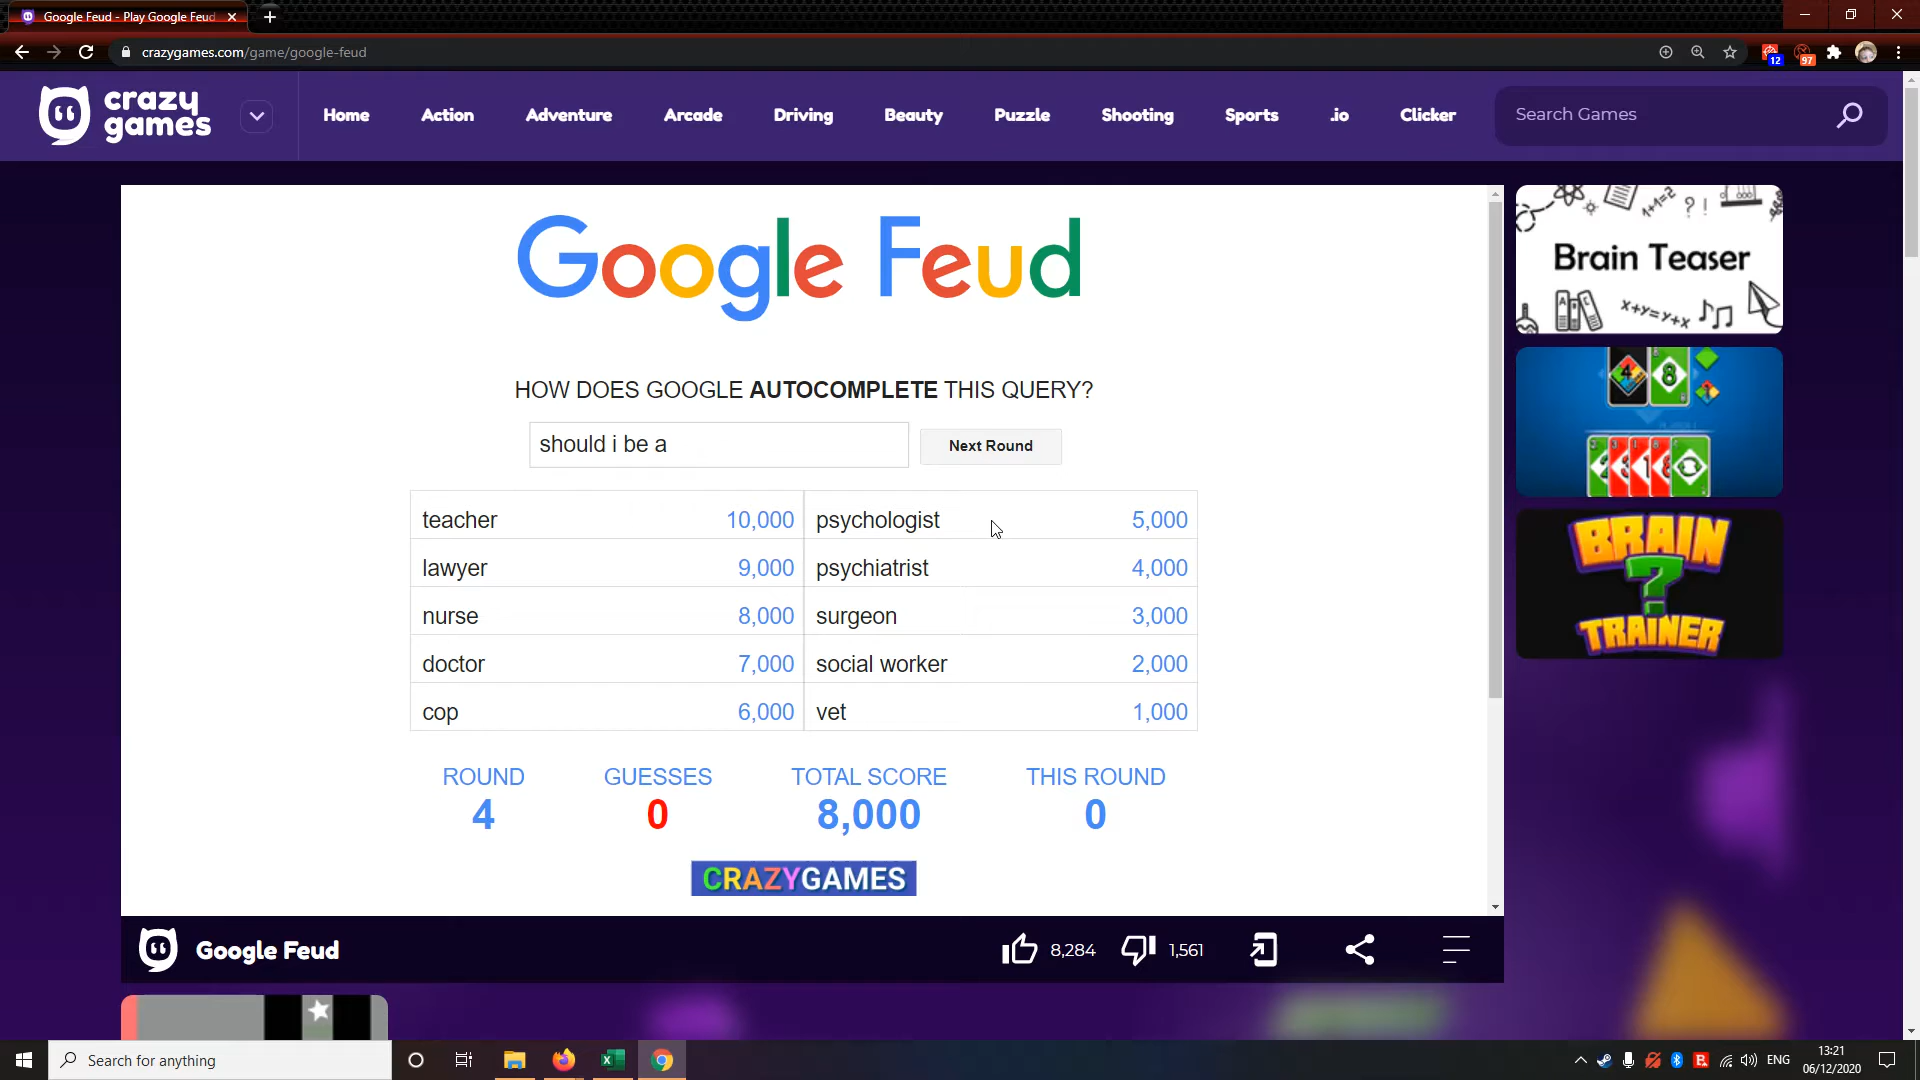 Google Feud - Play Google Feud
crazygames.com/game/google-feud
12
97
crazy
games
Home
Action
Adventure
Arcade
Driving
Beauty
Puzzle
Shooting
Sports
.io
Clicker
Search Games
Google Feud
HOW DOES GOOGLE AUTOCOMPLETE THIS QUERY?
should i be a
Next Round
teacher 10,000 psychologist 5,000
lawyer 9,000 psychiatrist 4,000
nurse 8,000 surgeon 3,000
doctor 7,000 social worker 2,000
cop 6,000 vet 1,000
ROUND GUESSES TOTAL SCORE THIS ROUND
4 0 8,000 0
CRAZYGAMES
Brain Teaser
BRAIN
?
TRAINER
Google Feud
8,284
1,561
Search for anything
ENG
13:21
06/12/2020